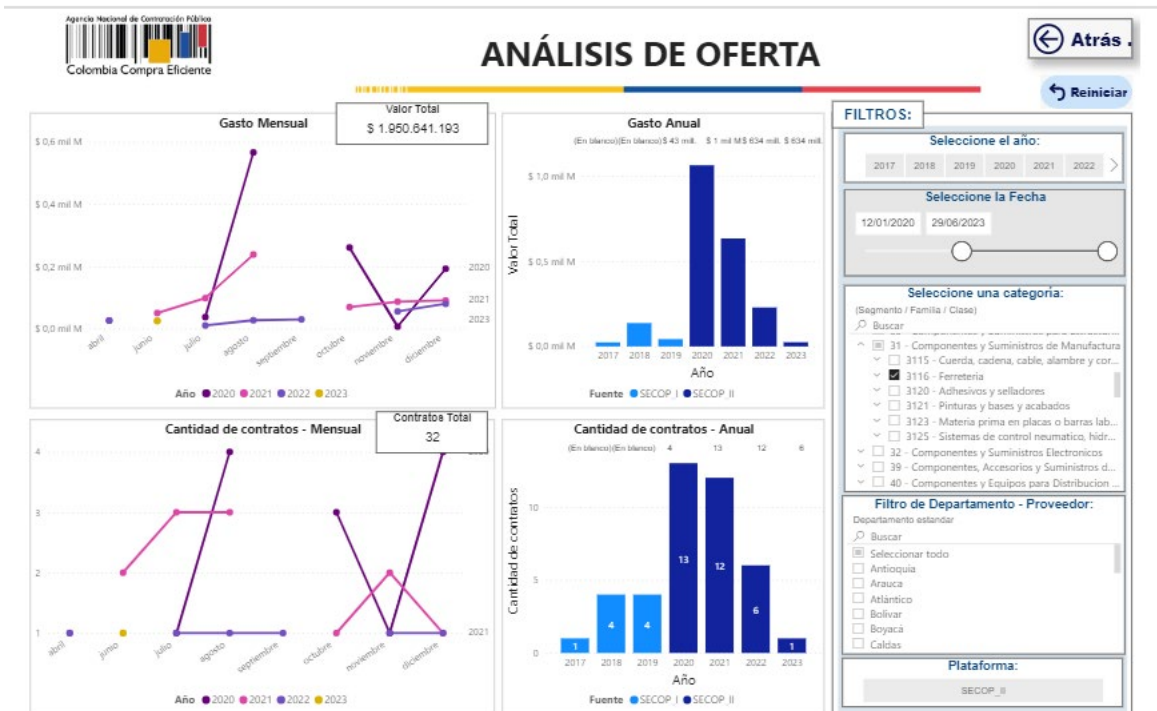 Agencia Nacional de Contratación Pública
Colombia Compra Eficiente
ANÁLISIS DE OFERTA
Atrás .
Reiniciar
Gasto Mensual
Valor Total
$ 1.950.641.193
$ 0,6 mil M
$ 0,4 mil M
$ 0,2 mil M
$ 0,0 mil M
2020
2021
2023
abril
junio
julio
agosto
septiembre
octubre
noviembre
diciembre
Año 2020 2021 2022 2023
Gasto Anual
(En blanco)(En blanco)$ 43 mill. $ 1 mil M$ 634 mill. $ 634 mill.
Valor Total
$ 1,0 mil M
$ 0,5 mil M
$ 0,0 mil M
2017 2018 2019 2020 2021 2022 2023
Año
Fuente SECOP_I SECOP_II
FILTROS:
Seleccione el año:
2017 2018 2019 2020 2021 2022
Seleccione la Fecha
12/01/2020 29/06/2023
Seleccione una categoría:
(Segmento / Familia / Clase)
Buscar
31 - Componentes y Suministros de Manufactura
3115 - Cuerda, cadena, cable, alambre y cor...
3116 - Ferreteria
3120 - Adhesivos y selladores
3121 - Pinturas y bases y acabados
3123 - Materia prima en placas o barras lab...
3125 - Sistemas de control neumatico, hidr...
32 - Componentes y Suministros Electronicos
39 - Componentes, Accesorios y Suministros d...
40 - Componentes y Equipos para Distribucion ...
Cantidad de contratos - Mensual
Contratos Total
32
4
3
2
1
2021
abril
junio
julio
agosto
septiembre
octubre
noviembre
diciembre
Año 2020 2021 2022 2023
Cantidad de contratos - Anual
(En blanco)(En blanco) 4 13 12 6
Cantidad de contratos
10
5
0
1
4
4
13
12
6
1
2017 2018 2019 2020 2021 2022 2023
Año
Fuente SECOP_I SECOP_II
Filtro de Departamento - Proveedor:
Departamento estandar
Buscar
Seleccionar todo
Antioquia
Arauca
Atlántico
Bolívar
Boyacá
Caldas
Plataforma:
SECOP_II